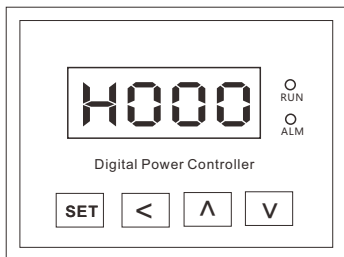 H000
RUN
ALM
Digital Power Controller
SET < ∧ ∨